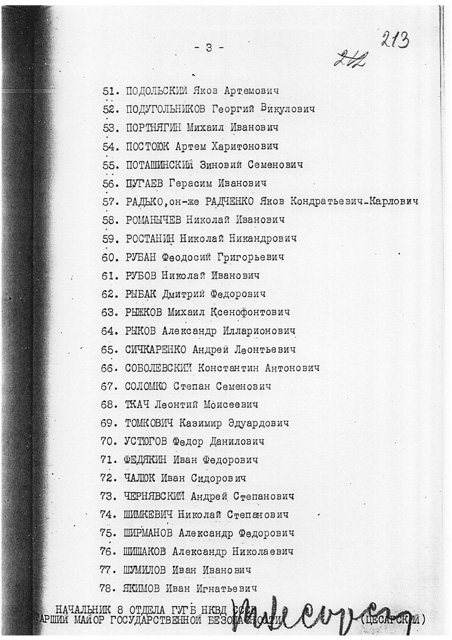 - 3 -
213
212
51. ПОДОЛЬСКИЙ Яков Артемович
52. ПОДУГОЛЬНИКОВ Георгий Викулович
53. ПОРТНЯГИН Михаил Иванович
54. ПОСТОЮК Артем Харитонович
55. ПОТАШИНСКИЙ Зиновий Семенович
56. ПУГАЕВ Герасим Иванович
57. РАДЬКО,он-же РАДЧЕНКО Яков Кондратьевич-Карлович
58. РОМАНЫЧЕВ Николай Иванович
59. РОСТАНИН Николай Никандрович
60. РУБАН Феодосий Григорьевич
61. РУБОВ Николай Иванович
62. РЫБАК Дмитрий Федорович
63. РЫЖКОВ Михаил Ксенофонтович
64. РЫКОВ Александр Илларионович
65. СИЧКАРЕНКО Андрей Леонтьевич
66. СОБОЛЕВСКИЙ Константин Антонович
67. СОЛОМКО Степан Семенович
68. ТКАЧ Леонтий Моисеевич
69. ТОМКОВИЧ Казимир Эдуардович
70. УСТЮГОВ Федор Данилович
71. ФЕДЯКИН Иван Федорович
72. ЧАЛЮК Иван Сидорович
73. ЧЕРНЯВСКИЙ Андрей Степанович
74. ШИМКЕВИЧ Николай Степанович
75. ШИРМАНОВ Александр Федорович
76. ШИШАКОВ Александр Николаевич
77. ШУМИЛОВ Иван Иванович
78. ЯКИМОВ Иван Игнатьевич
НАЧАЛЬНИК 8 ОТДЕЛА ГУГБ НКВД СССР
АРШИЙ МАЙОР ГОСУДАРСТВЕННОЙ БЕЗОПАСНОСТИ (ЦЕСАРСКИЙ)